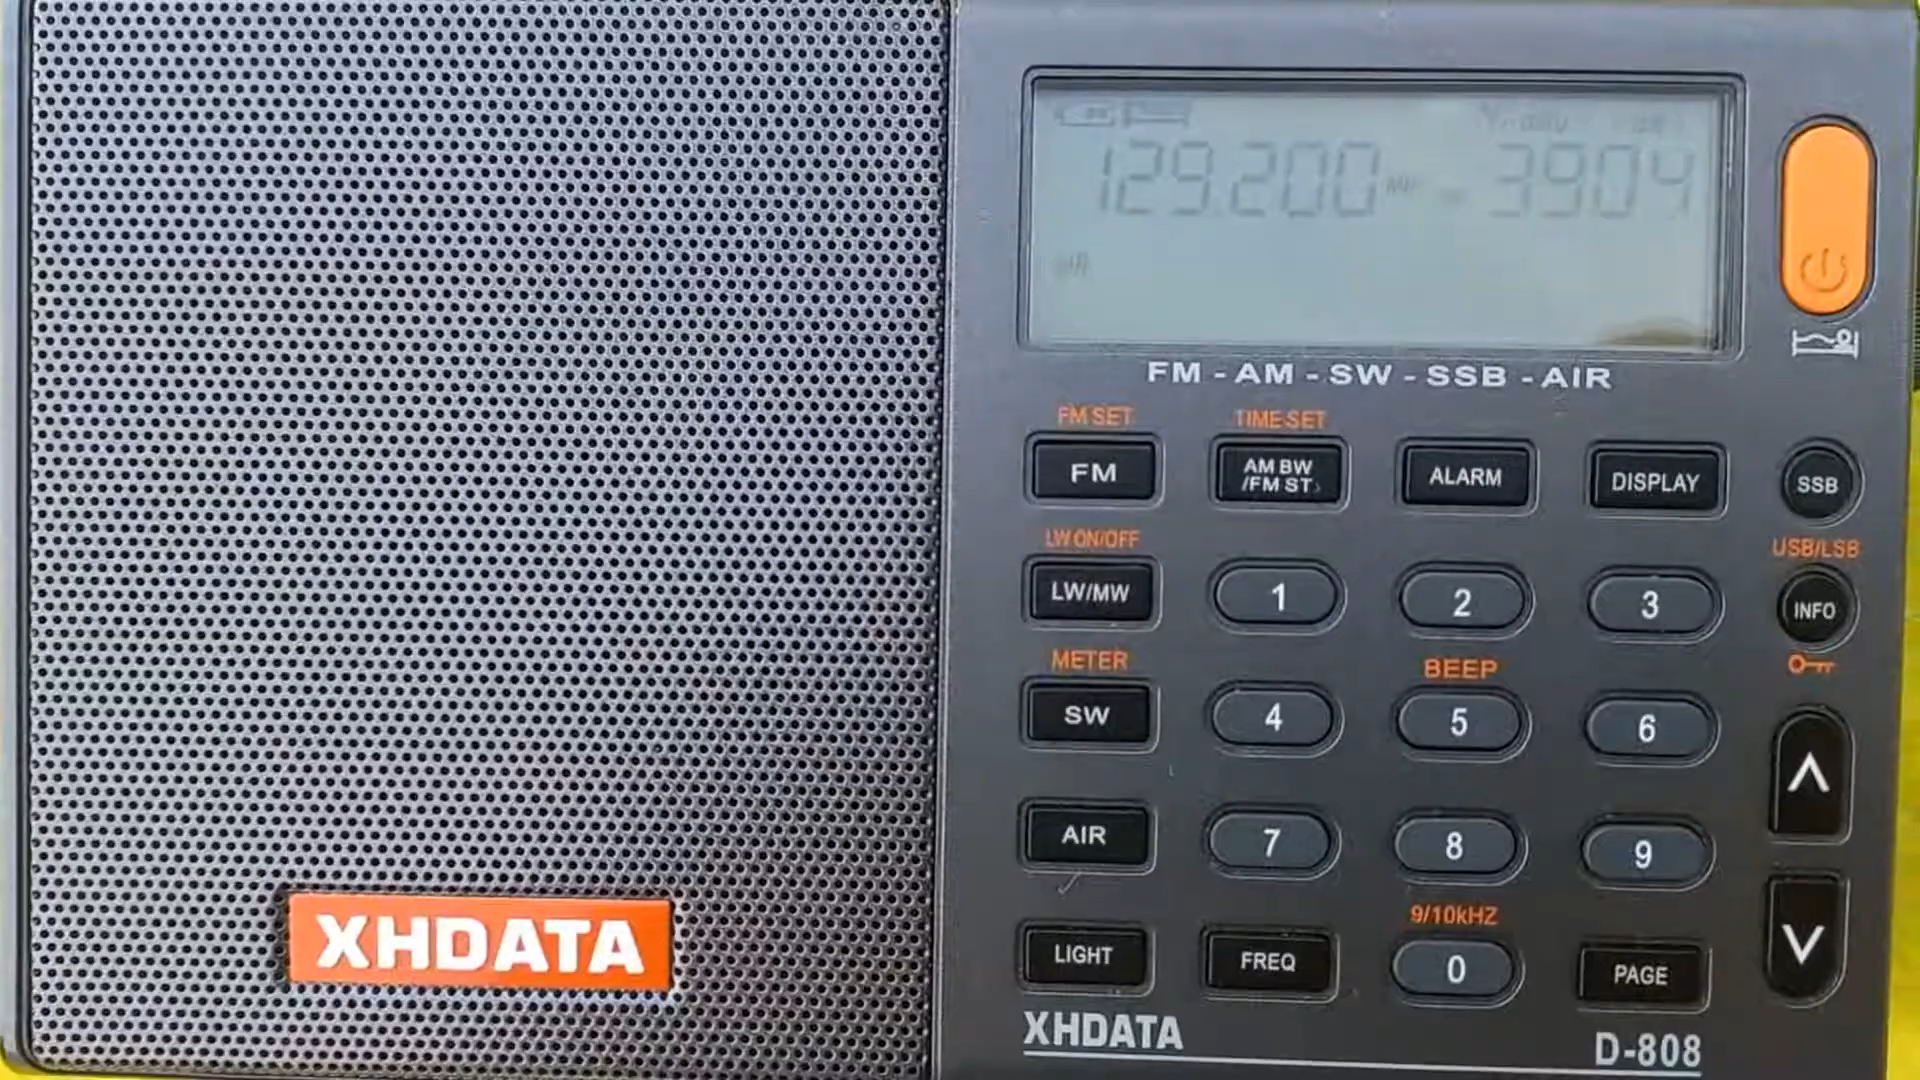 129.200 MHz 3904
AIR
FM - AM - SW - SSB - AIR
FM SET TIME SET
FM AM BW /FM ST ALARM DISPLAY SSB
LW ON/OFF USB/LSB
LW/MW 1 2 3 INFO
METER BEEP
SW 4 5 6
AIR 7 8 9
9/10kHZ
LIGHT FREQ 0 PAGE
XHDATA
XHDATA D-808